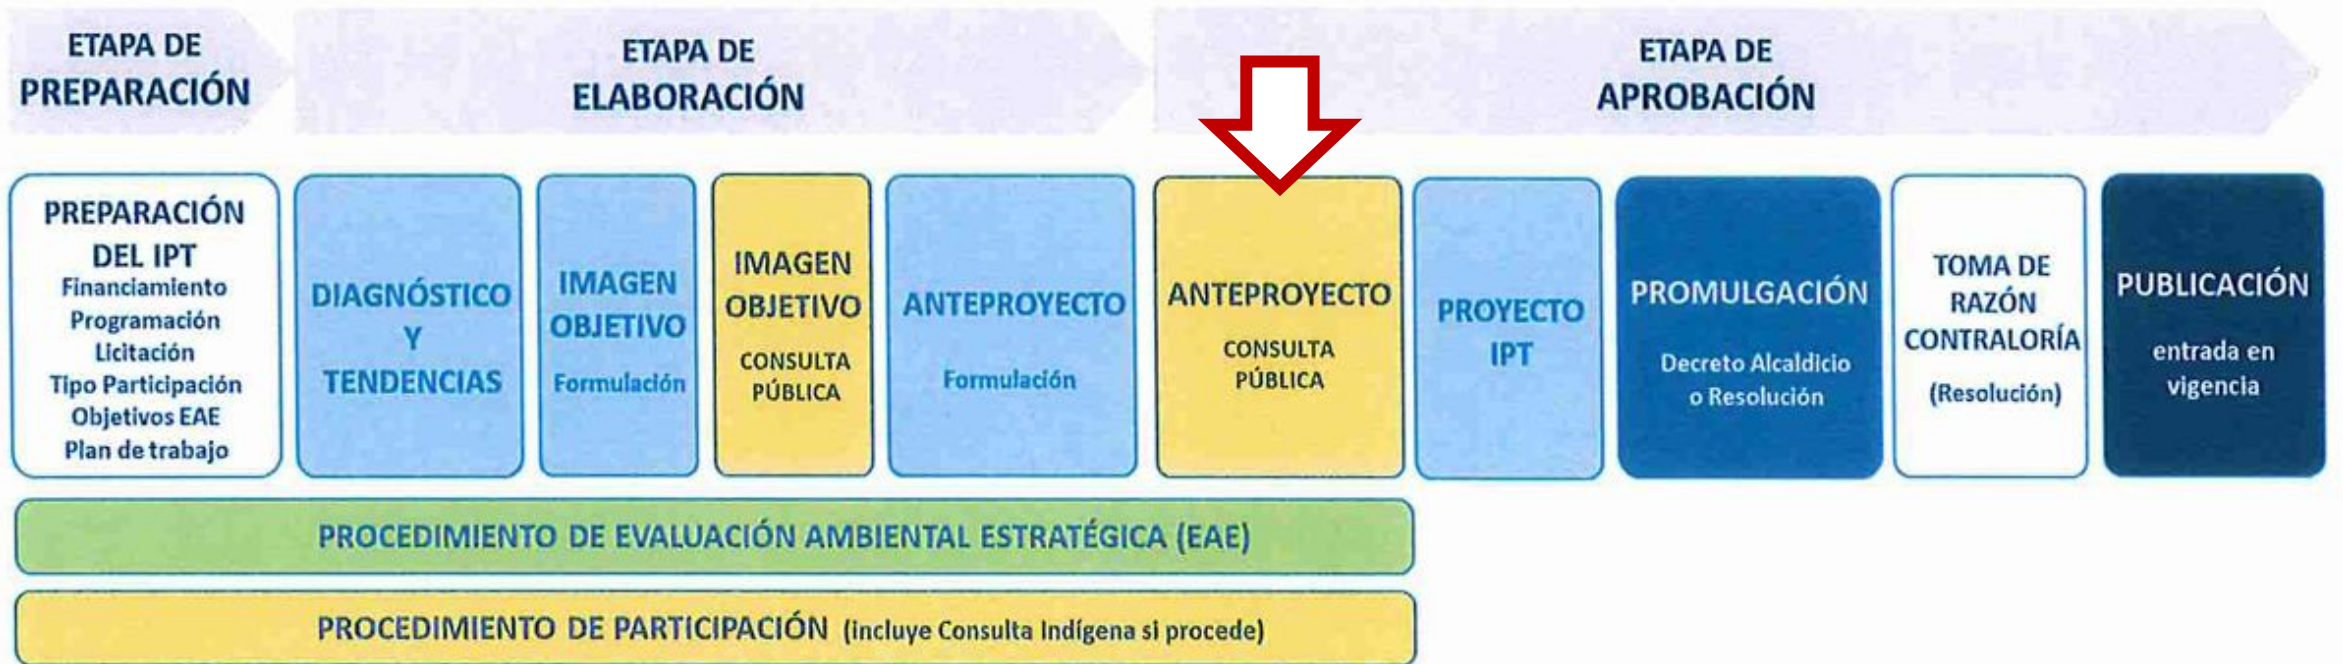 ETAPA DE
PREPARACIÓN
ETAPA DE
ELABORACIÓN
ETAPA DE
APROBACIÓN
PREPARACIÓN
DEL IPT
Financiamiento
Programación
Licitación
Tipo Participación
Objetivos EAE
Plan de trabajo
DIAGNÓSTICO
Y
TENDENCIAS
IMAGEN
OBJETIVO
Formulación
IMAGEN
OBJETIVO
CONSULTA
PÚBLICA
ANTEPROYECTO
Formulación
ANTEPROYECTO
CONSULTA
PÚBLICA
PROYECTO
IPT
PROMULGACIÓN
Decreto Alcaldicio
o Resolución
TOMA DE
RAZÓN
CONTRALORÍA
(Resolución)
PUBLICACIÓN
entrada en
vigencia
PROCEDIMIENTO DE EVALUACIÓN AMBIENTAL ESTRATÉGICA (EAE)
PROCEDIMIENTO DE PARTICIPACIÓN (incluye Consulta Indígena si procede)